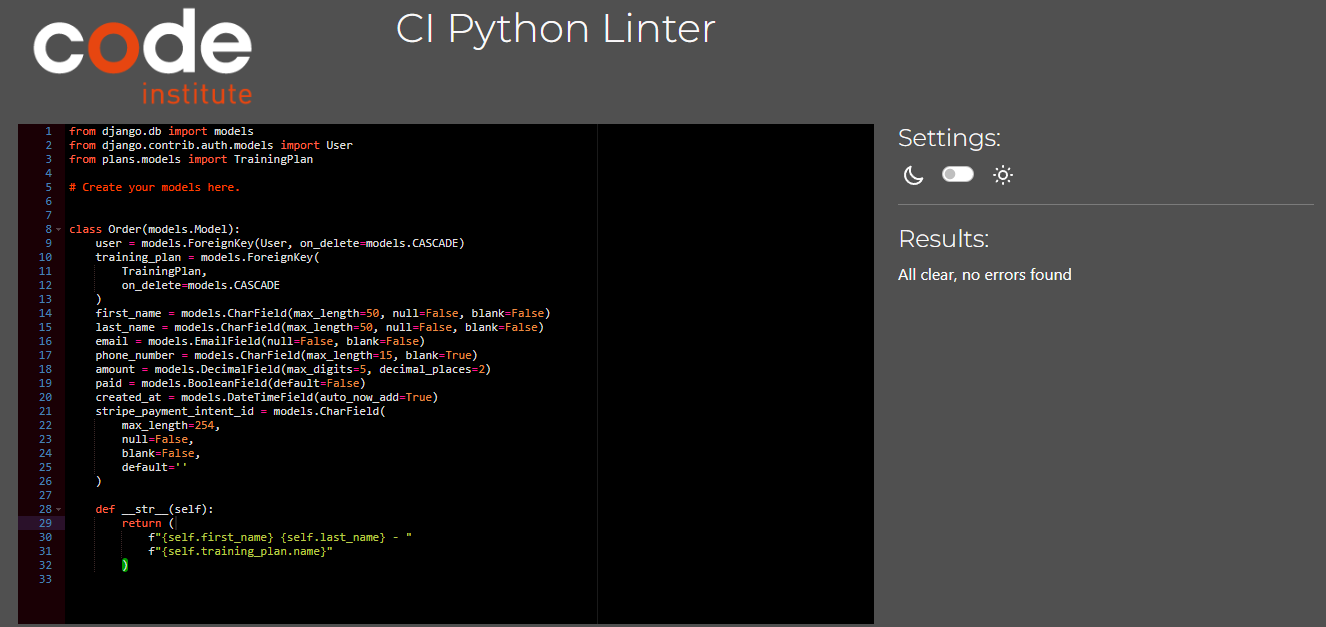 code
institute
CI Python Linter
1 from django.db import models
2 from django.contrib.auth.models import User
3 from plans.models import TrainingPlan
4
5 # Create your models here.
6
7
8 class Order(models.Model):
9     user = models.ForeignKey(User, on_delete=models.CASCADE)
10     training_plan = models.ForeignKey(
11         TrainingPlan,
12         on_delete=models.CASCADE
13     )
14     first_name = models.CharField(max_length=50, null=False, blank=False)
15     last_name = models.CharField(max_length=50, null=False, blank=False)
16     email = models.EmailField(null=False, blank=False)
17     phone_number = models.CharField(max_length=15, blank=True)
18     amount = models.DecimalField(max_digits=5, decimal_places=2)
19     paid = models.BooleanField(default=False)
20     created_at = models.DateTimeField(auto_now_add=True)
21     stripe_payment_intent_id = models.CharField(
22         max_length=254,
23         null=False,
24         blank=False,
25         default=''
26     )
27
28     def __str__(self):
29         return (
30             f"{self.first_name} {self.last_name} - "
31             f"{self.training_plan.name}"
32         )
33
Settings:
Results:
All clear, no errors found